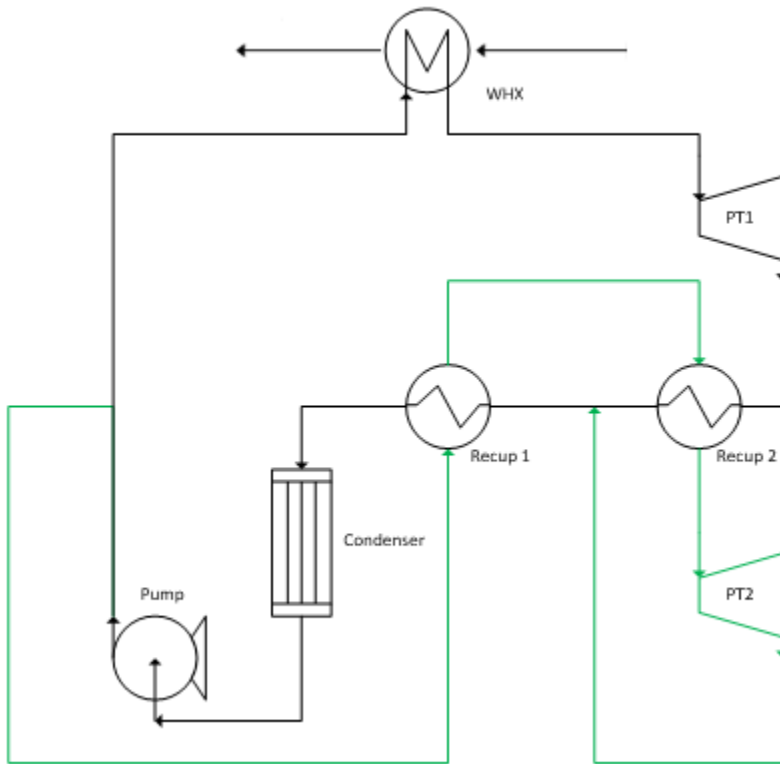 WHX
PT1
Recup 1
Recup 2
Condenser
Pump
PT2